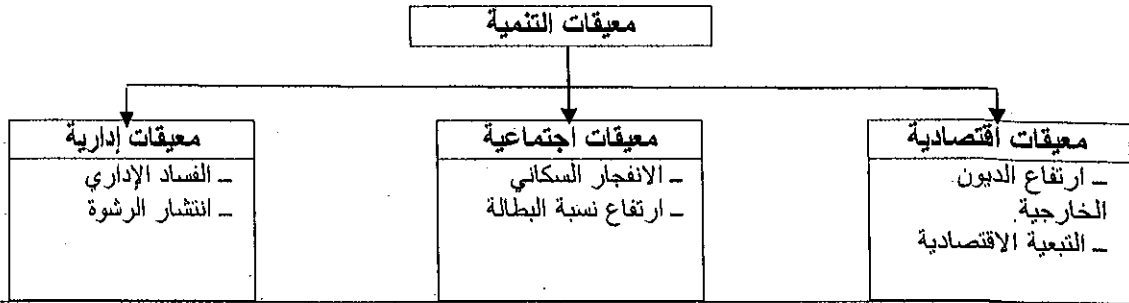 معيقات التنمية
معيقات اقتصادية
ـ ارتفاع الديون
الخارجية
ـ التبعية الاقتصادية
معيقات اجتماعية
ـ الانفجار السكاني
ـ ارتفاع نسبة البطالة
معيقات إدارية
ـ الفساد الإداري
ـ انتشار الرشوة